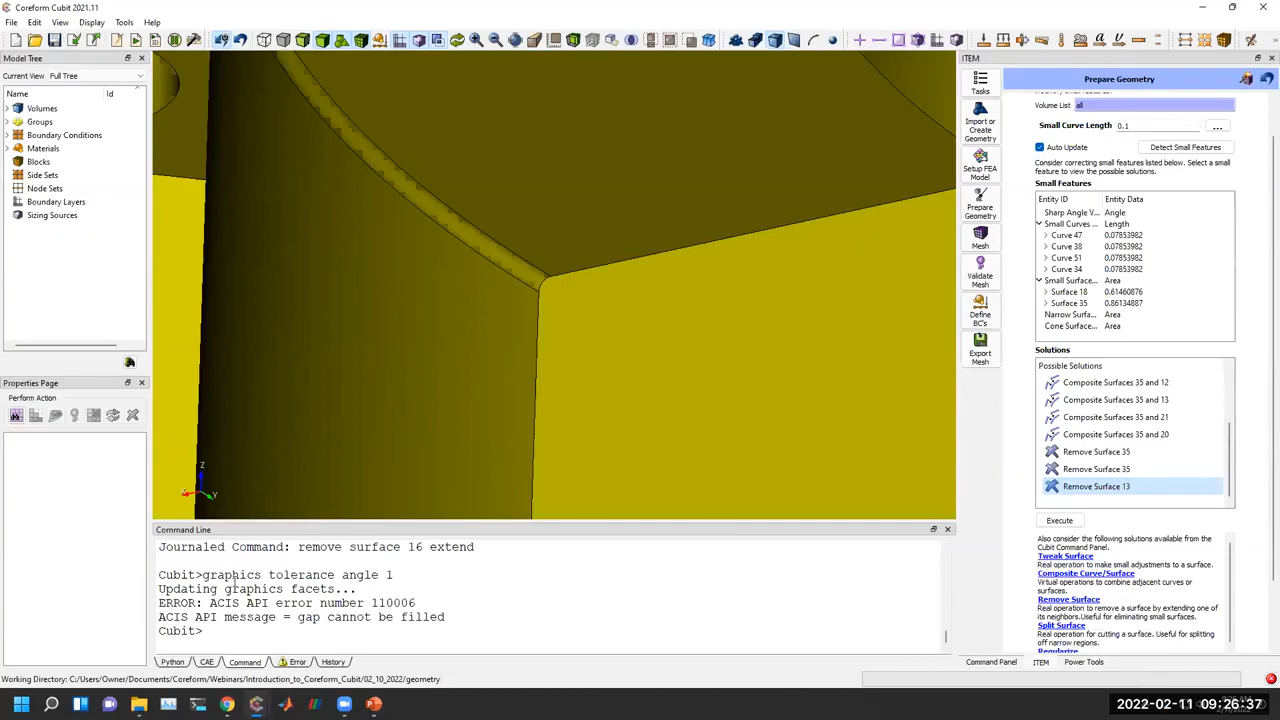 Coreform Cubit 2021.11
File Edit View Display Tools Help
Model Tree
Current View Full Tree
Name Id
Volumes
Groups
Boundary Conditions
Materials
Blocks
Side Sets
Node Sets
Boundary Layers
Sizing Sources
Properties Page
Perform Action
Z
Y
Command Line
Journaled Command: remove surface 16 extend
Cubit>graphics tolerance angle 1
Updating graphics facets...
ERROR: ACIS API error number 110006
ACIS API message = gap cannot be filled
Cubit>
Python CAE Command Error History
Working Directory: C:/Users/Owner/Documents/Coreform/Webinars/Introduction_to_Coreform_Cubit/02_10_2022/geometry
ITEM
Tasks
Import or
Create
Geometry
Setup FEA
Model
Prepare
Geometry
Mesh
Validate
Mesh
Define
BC's
Export
Mesh
Prepare Geometry
Volume List all
Small Curve Length 0.1 ...
Auto Update Detect Small Features
Consider correcting small features listed below. Select a small
feature to view the possible solutions.
Small Features
Entity ID Entity Data
Sharp Angle V... Angle
Small Curves ... Length
Curve 47 0.07853982
Curve 38 0.07853982
Curve 51 0.07853982
Curve 34 0.07853982
Small Surface... Area
Surface 18 0.61460876
Surface 35 0.86134887
Narrow Surfa... Area
Cone Surface... Area
Solutions
Possible Solutions
Composite Surfaces 35 and 12
Composite Surfaces 35 and 13
Composite Surfaces 35 and 21
Composite Surfaces 35 and 20
Remove Surface 35
Remove Surface 35
Remove Surface 13
Execute
Also consider the following solutions available from the
Cubit Command Panel.
Tweak Surface
Real operation to make small adjustments to a surface.
Composite Curve/Surface
Virtual operations to combine adjacent curves or
surfaces.
Remove Surface
Real operation to remove a surface by extending one of
its neighbors.Useful for eliminating small surfaces.
Split Surface
Real operation for cutting a surface. Useful for splitting
off narrow regions.
Regularize
Command Panel ITEM Power Tools
2022-02-11 09:26:37